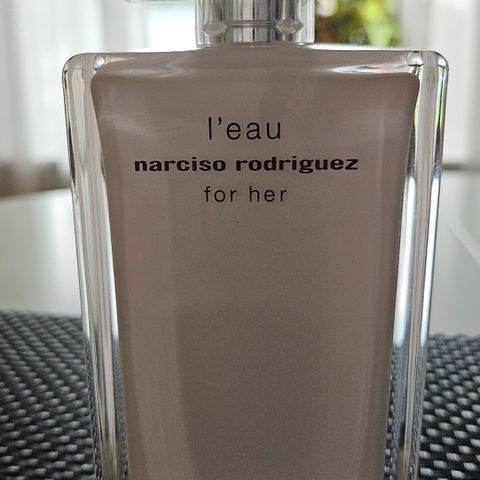 l'eau
narciso rodriguez
for her